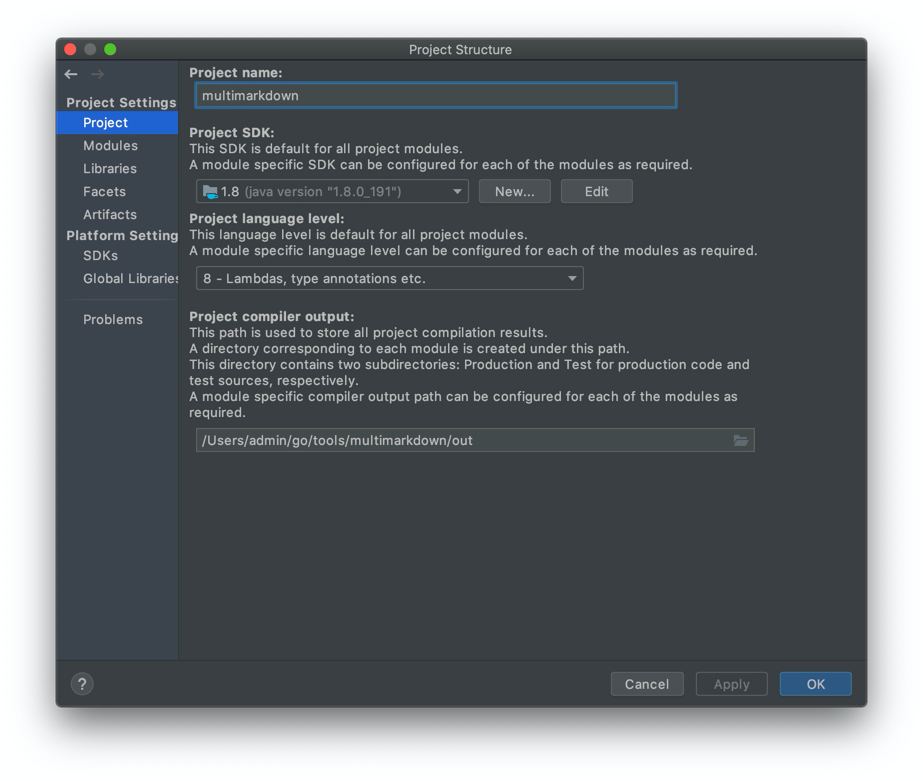 Project Structure
Project Settings
Project
Modules
Libraries
Facets
Artifacts
Platform Setting
SDKs
Global Libraries
Problems
Project name:
multimarkdown
Project SDK:
This SDK is default for all project modules.
A module specific SDK can be configured for each of the modules as required.
1.8 (java version "1.8.0_191")
New...
Edit
Project language level:
This language level is default for all project modules.
A module specific language level can be configured for each of the modules as required.
8 - Lambdas, type annotations etc.
Project compiler output:
This path is used to store all project compilation results.
A directory corresponding to each module is created under this path.
This directory contains two subdirectories: Production and Test for production code and
test sources, respectively.
A module specific compiler output path can be configured for each of the modules as
required.
/Users/admin/go/tools/multimarkdown/out
?
Cancel
Apply
OK